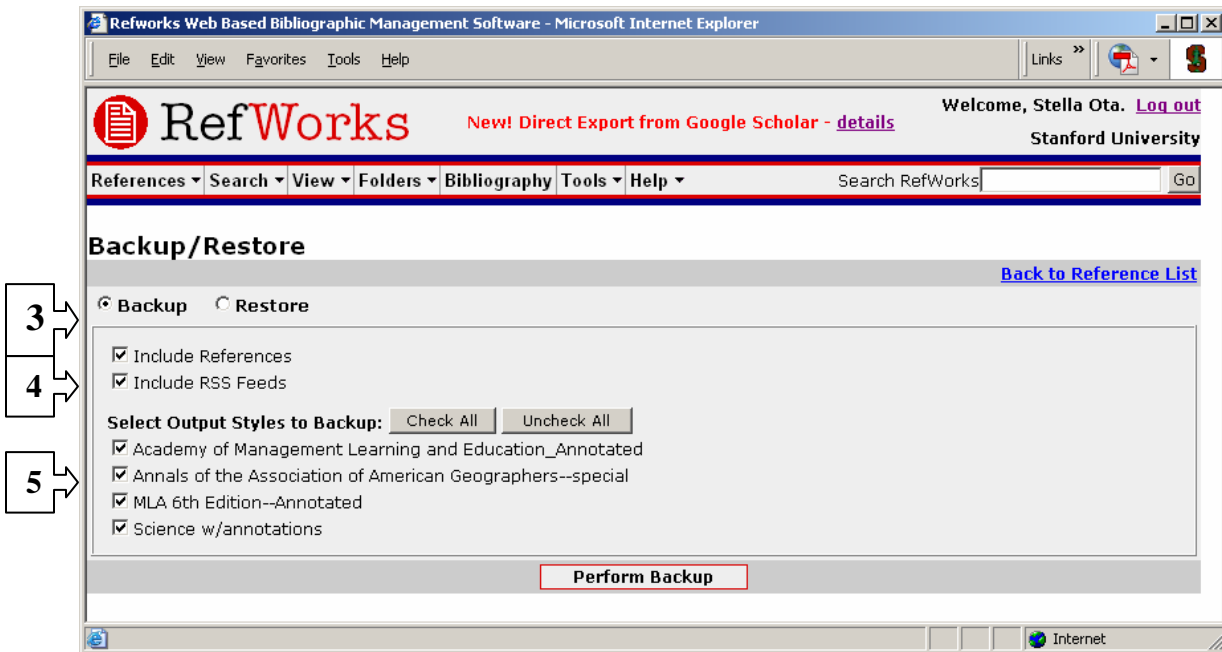 Refworks Web Based Bibliographic Management Software - Microsoft Internet Explorer
File Edit View Favorites Tools Help
Links »
RefWorks
New! Direct Export from Google Scholar - details
Welcome, Stella Ota. Log out
Stanford University
References Search View Folders Bibliography Tools Help
Search RefWorks Go
Backup/Restore
Back to Reference List
3
Backup Restore
Include References
4
Include RSS Feeds
Select Output Styles to Backup: Check All Uncheck All
Academy of Management Learning and Education_Annotated
5
Annals of the Association of American Geographers--special
MLA 6th Edition--Annotated
Science w/annotations
Perform Backup
Internet